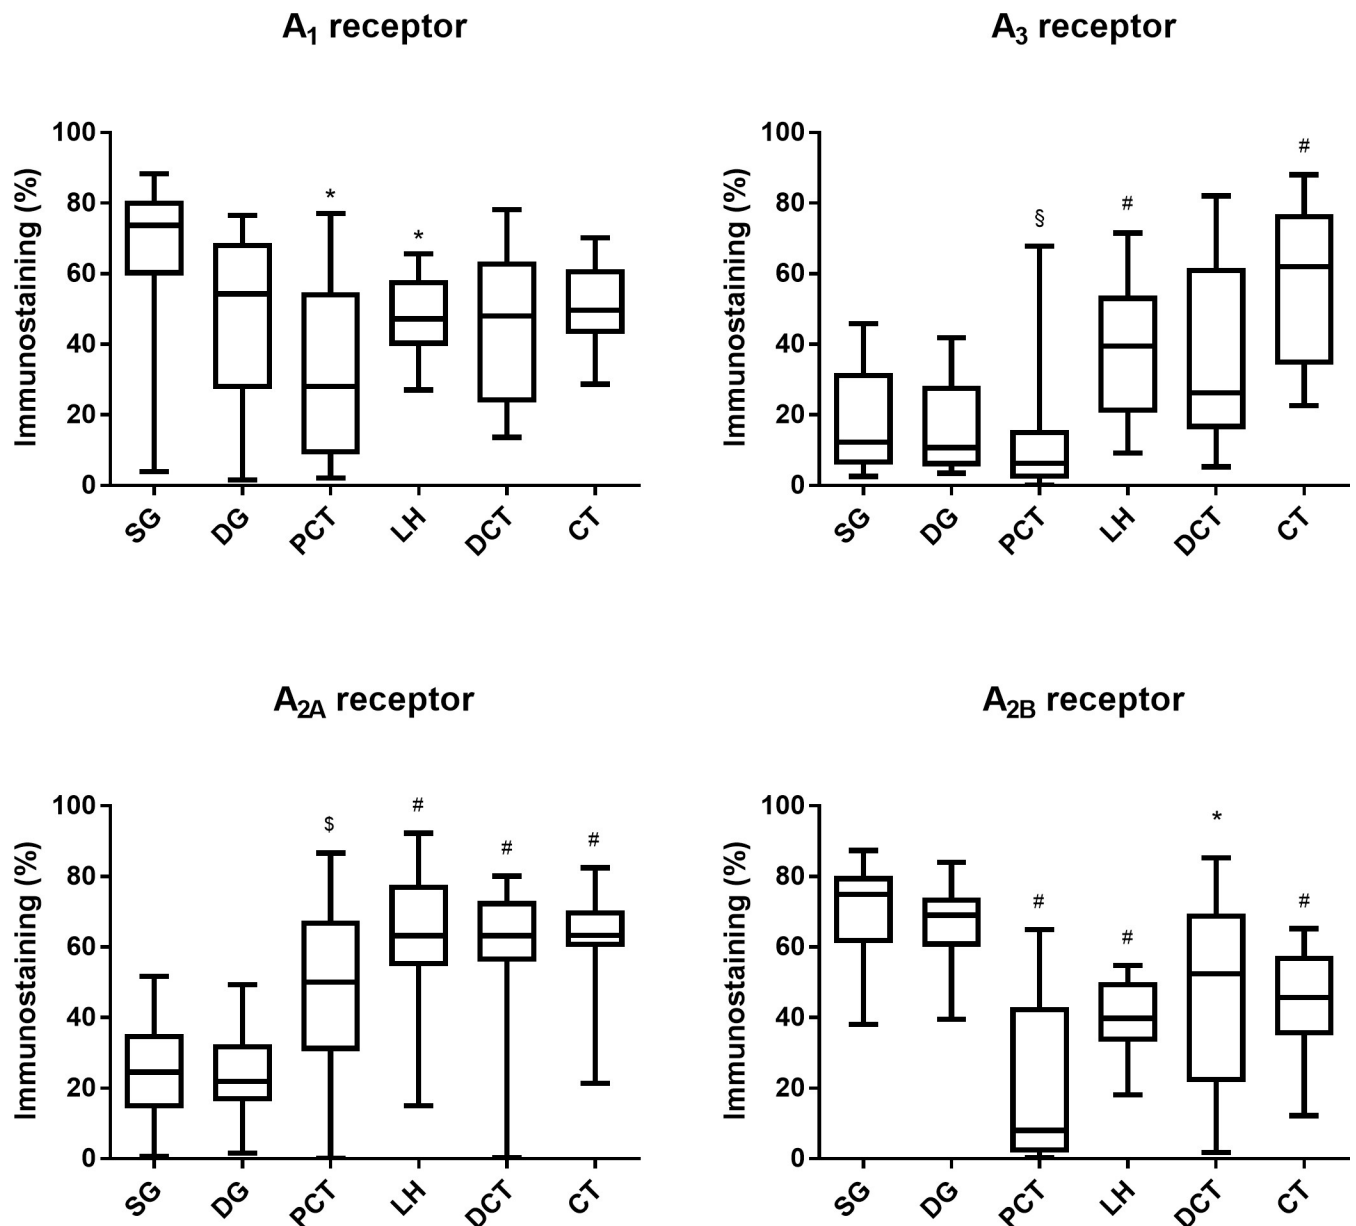 A1 receptor
Immunostaining (%)
100
80
60
40
20
0
*
*
SG
DG
PCT
LH
DCT
CT
A3 receptor
Immunostaining (%)
100
80
60
40
20
0
§
#
#
SG
DG
PCT
LH
DCT
CT
A2A receptor
Immunostaining (%)
100
80
60
40
20
0
$
#
#
#
SG
DG
PCT
LH
DCT
CT
A2B receptor
Immunostaining (%)
100
80
60
40
20
0
#
#
*
#
SG
DG
PCT
LH
DCT
CT